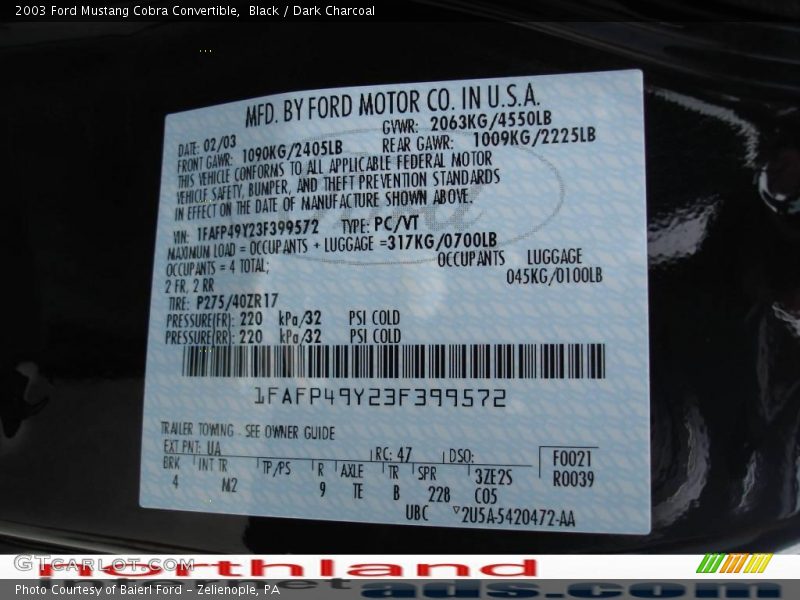 2003 Ford Mustang Cobra Convertible, Black / Dark Charcoal
MFD. BY FORD MOTOR CO. IN U.S.A.
DATE: 02/03 GVWR: 2063KG/4550LB
FRONT GAWR: 1090KG/2405LB REAR GAWR: 1009KG/2225LB
THIS VEHICLE CONFORMS TO ALL APPLICABLE FEDERAL MOTOR
VEHICLE SAFETY, BUMPER, AND THEFT PREVENTION STANDARDS
IN EFFECT ON THE DATE OF MANUFACTURE SHOWN ABOVE.
VIN: 1FAFP49Y23F399572 TYPE: PC/VT
MAXIMUM LOAD = OCCUPANTS + LUGGAGE =317KG/0700LB
OCCUPANTS = 4 TOTAL; OCCUPANTS LUGGAGE
2 FR, 2 RR 045KG/0100LB
TIRE: P275/40ZR17
PRESSURE(FR): 220 kPa/32 PSI COLD
PRESSURE(RR): 220 kPa/32 PSI COLD
1FAFP49Y23F399572
TRAILER TOWING - SEE OWNER GUIDE
EXT PNT: UA RC: 47 DSO: F0021
BRK INT TR TP/PS R AXLE TR SPR 3ZE2S R0039
4 M2 9 TE B 228 C05
UBC 2U5A-5420472-AA
GTCarLot.com
northland
internet ads.com
Photo Courtesy of Baierl Ford - Zelienople, PA